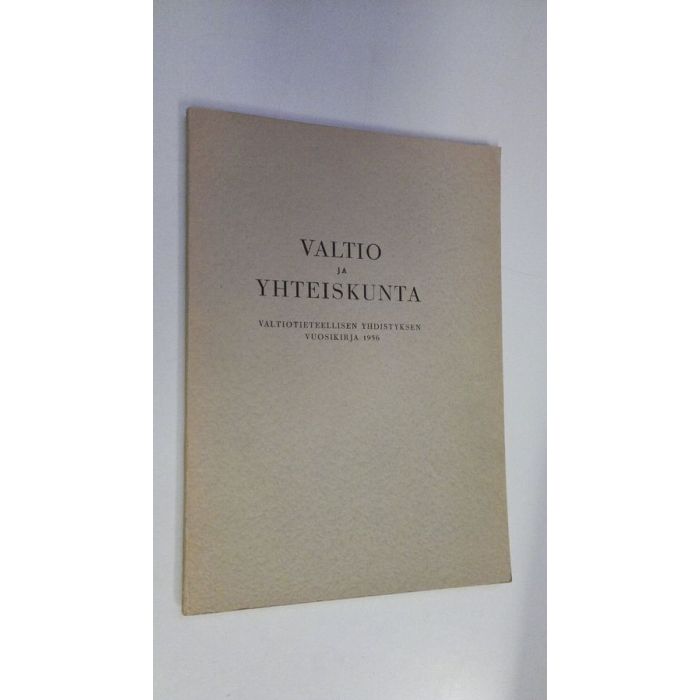 VALTIO
JA
YHTEISKUNTA
VALTIOTIETEELLISEN YHDISTYKSEN
VUOSIKIRJA 1956